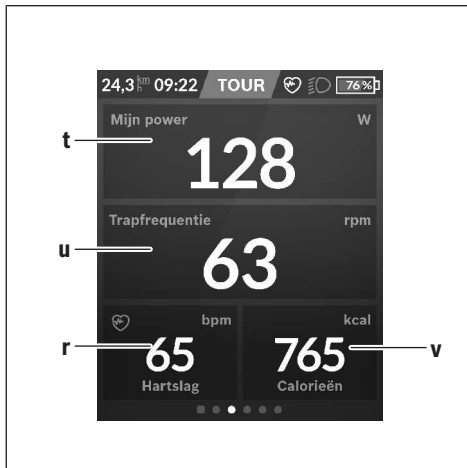 24,3 km/h 09:22 TOUR 76 %
Mijn power W
t
128
Trapfrequentie rpm
u
63
bpm kcal
r 65 765 v
Hartslag Calorieën